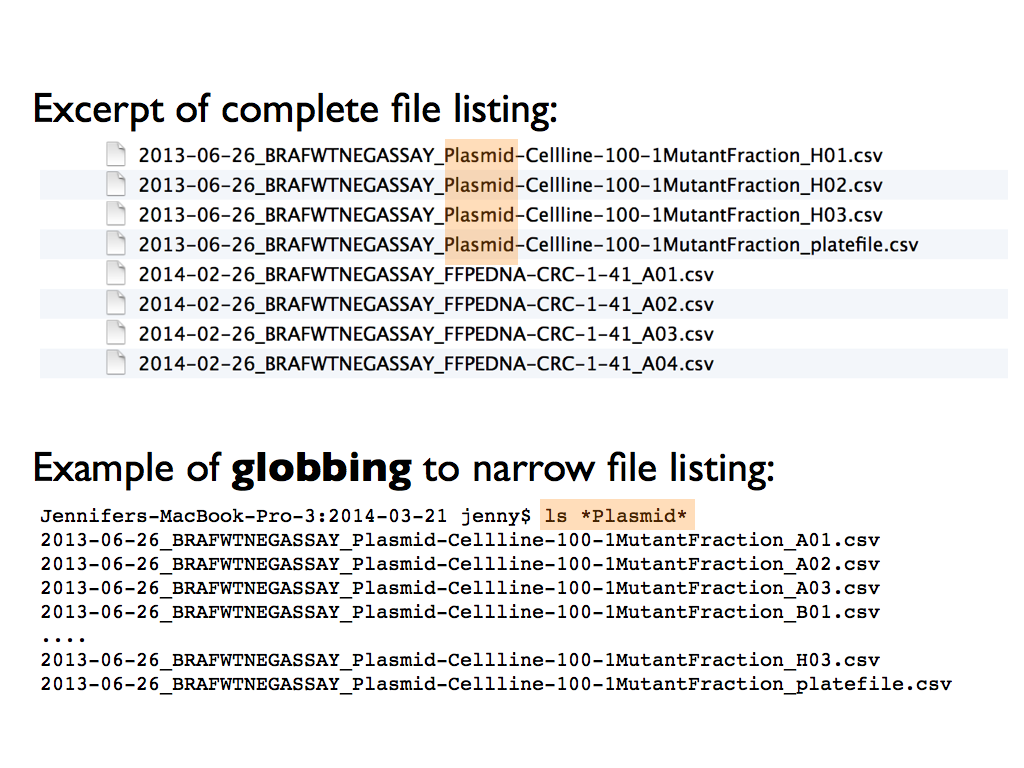 Excerpt of complete file listing:
2013-06-26_BRAFWTNEGASSAY_Plasmid-Cellline-100-1MutantFraction_H01.csv
2013-06-26_BRAFWTNEGASSAY_Plasmid-Cellline-100-1MutantFraction_H02.csv
2013-06-26_BRAFWTNEGASSAY_Plasmid-Cellline-100-1MutantFraction_H03.csv
2013-06-26_BRAFWTNEGASSAY_Plasmid-Cellline-100-1MutantFraction_platefile.csv
2014-02-26_BRAFWTNEGASSAY_FFPEDNA-CRC-1-41_A01.csv
2014-02-26_BRAFWTNEGASSAY_FFPEDNA-CRC-1-41_A02.csv
2014-02-26_BRAFWTNEGASSAY_FFPEDNA-CRC-1-41_A03.csv
2014-02-26_BRAFWTNEGASSAY_FFPEDNA-CRC-1-41_A04.csv
Example of globbing to narrow file listing:
Jennifers-MacBook-Pro-3:2014-03-21 jenny$ ls *Plasmid*
2013-06-26_BRAFWTNEGASSAY_Plasmid-Cellline-100-1MutantFraction_A01.csv
2013-06-26_BRAFWTNEGASSAY_Plasmid-Cellline-100-1MutantFraction_A02.csv
2013-06-26_BRAFWTNEGASSAY_Plasmid-Cellline-100-1MutantFraction_A03.csv
2013-06-26_BRAFWTNEGASSAY_Plasmid-Cellline-100-1MutantFraction_B01.csv
....
2013-06-26_BRAFWTNEGASSAY_Plasmid-Cellline-100-1MutantFraction_H03.csv
2013-06-26_BRAFWTNEGASSAY_Plasmid-Cellline-100-1MutantFraction_platefile.csv